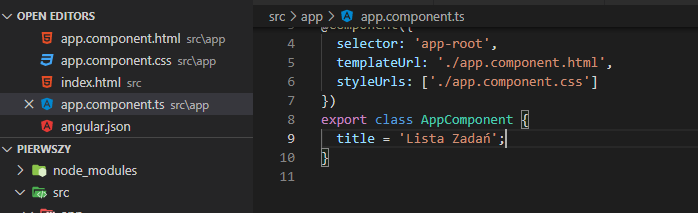 OPEN EDITORS
app.component.html src\app
app.component.css src\app
index.html src
app.component.ts src\app
angular.json
PIERWSZY
node_modules
src
app
src > app > app.component.ts
3 @Component({
4 selector: 'app-root',
5 templateUrl: './app.component.html',
6 styleUrls: ['./app.component.css']
7 })
8 export class AppComponent {
9 title = 'Lista Zadań';
10 }
11